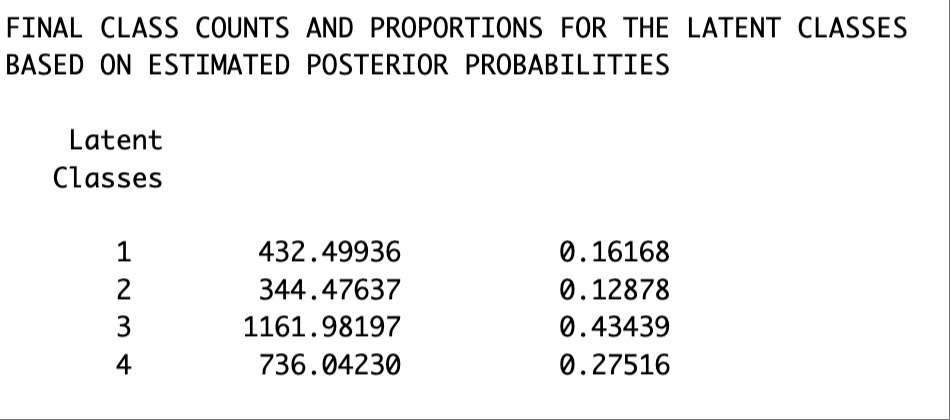 FINAL CLASS COUNTS AND PROPORTIONS FOR THE LATENT CLASSES
BASED ON ESTIMATED POSTERIOR PROBABILITIES
Latent
Classes
1 432.49936 0.16168
2 344.47637 0.12878
3 1161.98197 0.43439
4 736.04230 0.27516